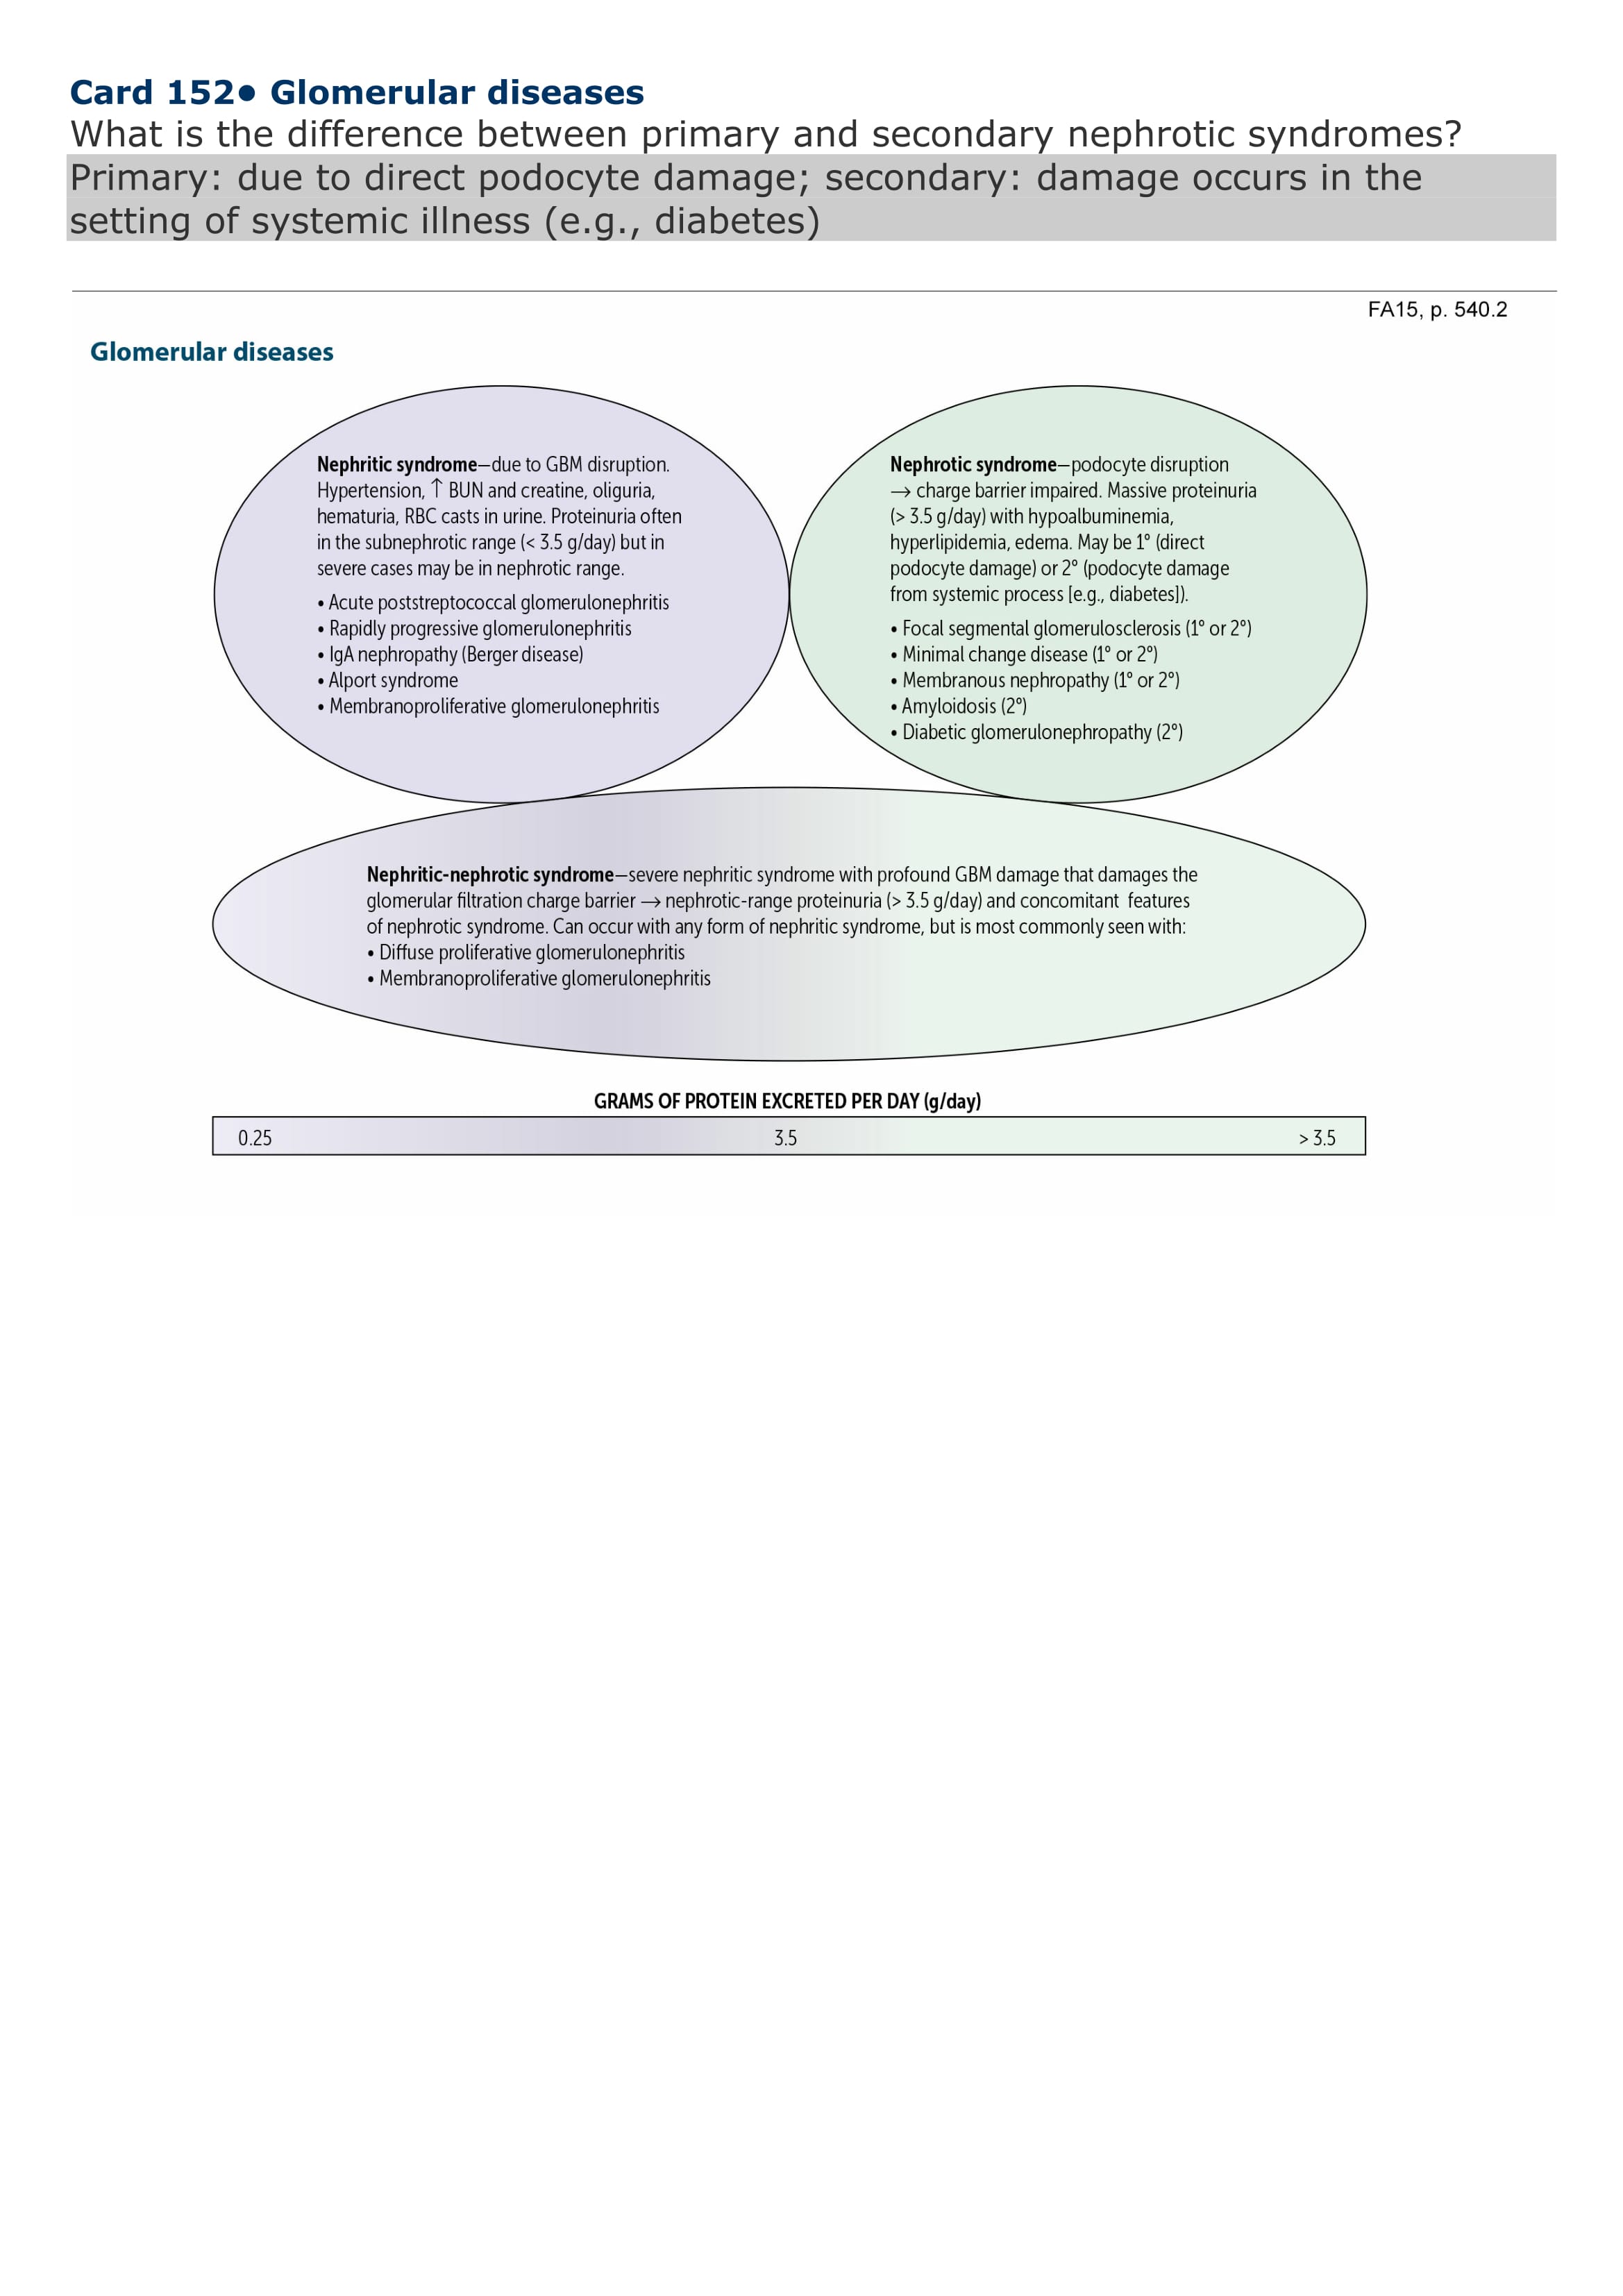 Card 152• Glomerular diseases
What is the difference between primary and secondary nephrotic syndromes?
Primary: due to direct podocyte damage; secondary: damage occurs in the
setting of systemic illness (e.g., diabetes)
FA15, p. 540.2
Glomerular diseases
Nephritic syndrome—due to GBM disruption.
Hypertension, ↑ BUN and creatine, oliguria,
hematuria, RBC casts in urine. Proteinuria often
in the subnephrotic range (< 3.5 g/day) but in
severe cases may be in nephrotic range.
• Acute poststreptococcal glomerulonephritis
• Rapidly progressive glomerulonephritis
• IgA nephropathy (Berger disease)
• Alport syndrome
• Membranoproliferative glomerulonephritis
Nephrotic syndrome—podocyte disruption
→ charge barrier impaired. Massive proteinuria
(> 3.5 g/day) with hypoalbuminemia,
hyperlipidemia, edema. May be 1° (direct
podocyte damage) or 2° (podocyte damage
from systemic process [e.g., diabetes]).
• Focal segmental glomerulosclerosis (1° or 2°)
• Minimal change disease (1° or 2°)
• Membranous nephropathy (1° or 2°)
• Amyloidosis (2°)
• Diabetic glomerulonephropathy (2°)
Nephritic-nephrotic syndrome—severe nephritic syndrome with profound GBM damage that damages the
glomerular filtration charge barrier → nephrotic-range proteinuria (> 3.5 g/day) and concomitant features
of nephrotic syndrome. Can occur with any form of nephritic syndrome, but is most commonly seen with:
• Diffuse proliferative glomerulonephritis
• Membranoproliferative glomerulonephritis
GRAMS OF PROTEIN EXCRETED PER DAY (g/day)
0.25 3.5 > 3.5